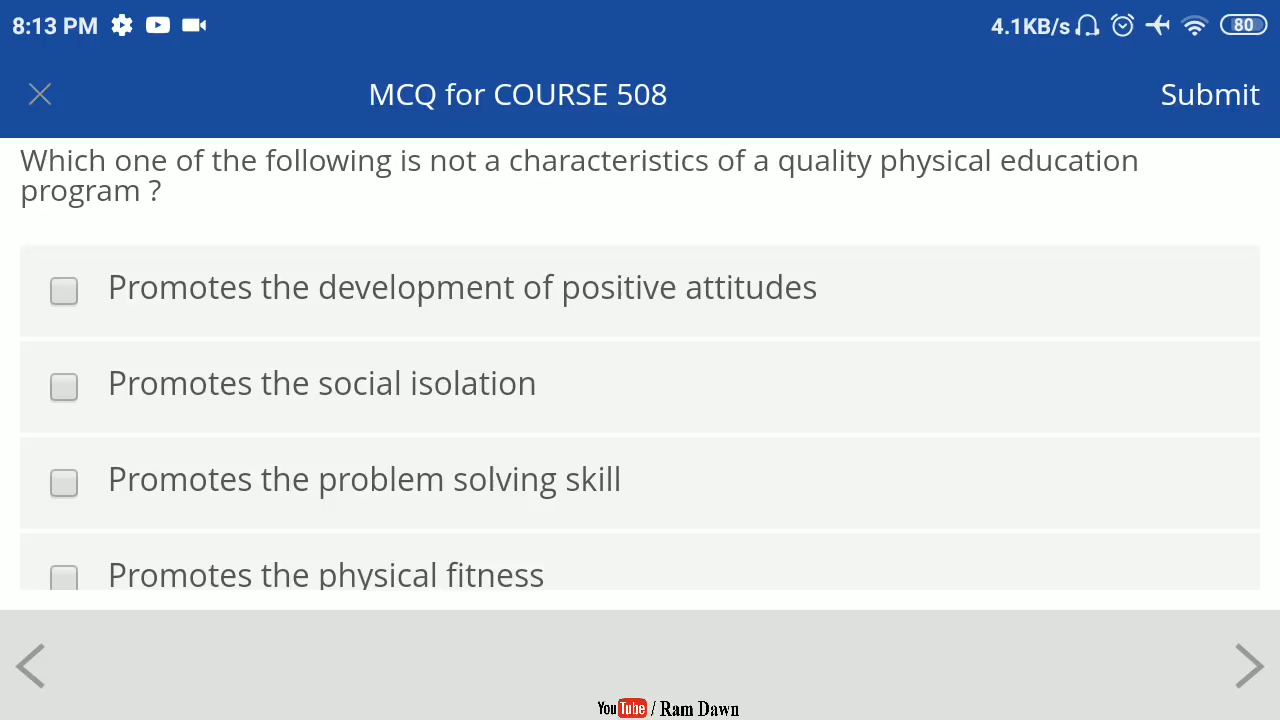 8:13 PM 4.1KB/s 80
MCQ for COURSE 508 Submit
Which one of the following is not a characteristics of a quality physical education
program ?
Promotes the development of positive attitudes
Promotes the social isolation
Promotes the problem solving skill
Promotes the physical fitness
YouTube / Ram Dawn